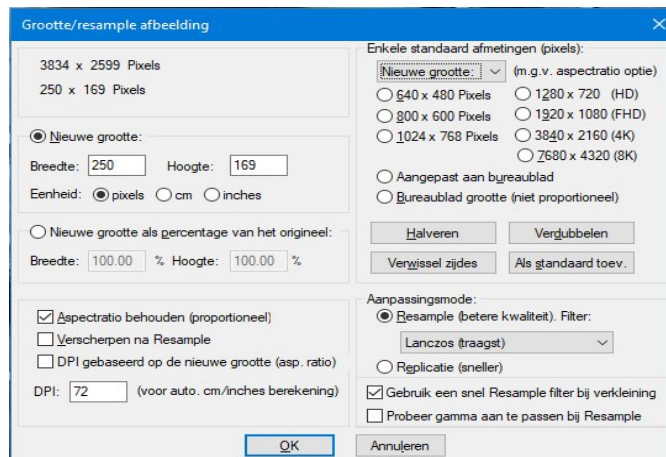 Grootte/resample afbeelding
3834 x 2599 Pixels
250 x 169 Pixels
Nieuwe grootte:
Breedte: 250 Hoogte: 169
Eenheid: pixels cm inches
Nieuwe grootte als percentage van het origineel:
Breedte: 100.00 % Hoogte: 100.00 %
Aspectratio behouden (proportioneel)
Verscherpen na Resample
DPI gebaseerd op de nieuwe grootte (asp. ratio)
DPI: 72 (voor auto. cm/inches berekening)
Enkele standaard afmetingen (pixels):
Nieuwe grootte: (m.g.v. aspectratio optie)
640 x 480 Pixels 1280 x 720 (HD)
800 x 600 Pixels 1920 x 1080 (FHD)
1024 x 768 Pixels 3840 x 2160 (4K)
7680 x 4320 (8K)
Aangepast aan bureaublad
Bureaublad grootte (niet proportioneel)
Halveren Verdubbelen
Verwissel zijdes Als standaard toev.
Aanpassingsmode:
Resample (betere kwaliteit). Filter:
Lanczos (traagst)
Replicatie (sneller)
Gebruik een snel Resample filter bij verkleining
Probeer gamma aan te passen bij Resample
OK Annuleren